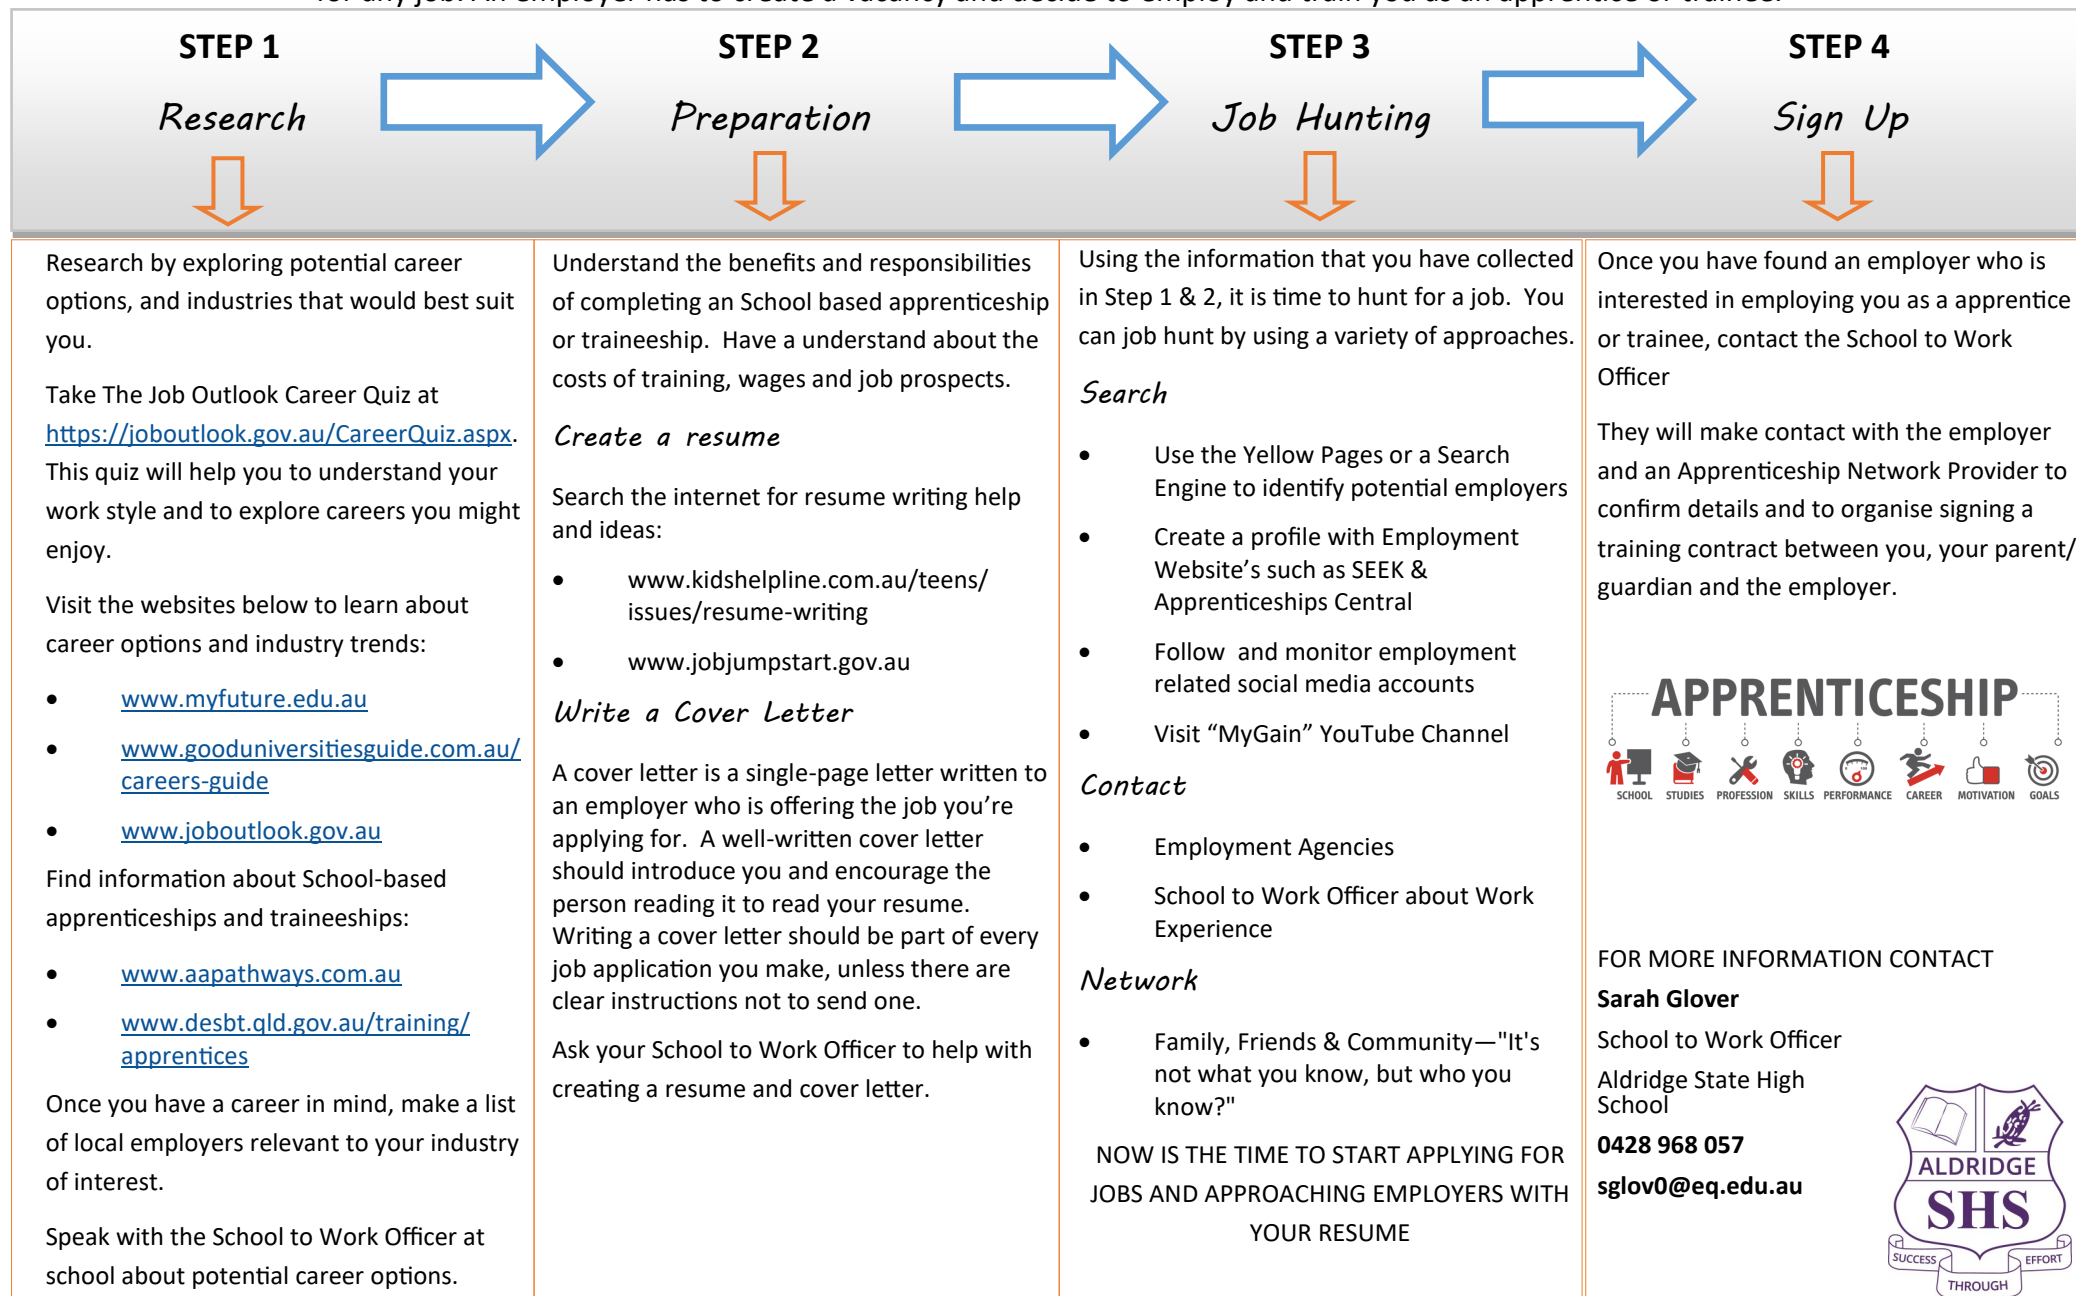 for any job. An employer has to create a vacancy and decide to employ and train you as an apprentice or trainee.
STEP 1
Research
STEP 2
Preparation
STEP 3
Job Hunting
STEP 4
Sign Up
Research by exploring potential career
options, and industries that would best suit
you.
Take The Job Outlook Career Quiz at
https://joboutlook.gov.au/CareerQuiz.aspx.
This quiz will help you to understand your
work style and to explore careers you might
enjoy.
Visit the websites below to learn about
career options and industry trends:
• www.myfuture.edu.au
• www.gooduniversitiesguide.com.au/
careers-guide
• www.joboutlook.gov.au
Find information about School-based
apprenticeships and traineeships:
• www.aapathways.com.au
• www.desbt.qld.gov.au/training/
apprentices
Once you have a career in mind, make a list
of local employers relevant to your industry
of interest.
Speak with the School to Work Officer at
school about potential career options.
Understand the benefits and responsibilities
of completing an School based apprenticeship
or traineeship.  Have a understand about the
costs of training, wages and job prospects.
Create a resume
Search the internet for resume writing help
and ideas:
• www.kidshelpline.com.au/teens/
issues/resume-writing
• www.jobjumpstart.gov.au
Write a Cover Letter
A cover letter is a single-page letter written to
an employer who is offering the job you're
applying for.  A well-written cover letter
should introduce you and encourage the
person reading it to read your resume.
Writing a cover letter should be part of every
job application you make, unless there are
clear instructions not to send one.
Ask your School to Work Officer to help with
creating a resume and cover letter.
Using the information that you have collected
in Step 1 & 2, it is time to hunt for a job.  You
can job hunt by using a variety of approaches.
Search
• Use the Yellow Pages or a Search
Engine to identify potential employers
• Create a profile with Employment
Website's such as SEEK &
Apprenticeships Central
• Follow  and monitor employment
related social media accounts
• Visit “MyGain” YouTube Channel
Contact
• Employment Agencies
• School to Work Officer about Work
Experience
Network
• Family, Friends & Community—"It's
not what you know, but who you
know?"
NOW IS THE TIME TO START APPLYING FOR
JOBS AND APPROACHING EMPLOYERS WITH
YOUR RESUME
Once you have found an employer who is
interested in employing you as a apprentice
or trainee, contact the School to Work
Officer
They will make contact with the employer
and an Apprenticeship Network Provider to
confirm details and to organise signing a
training contract between you, your parent/
guardian and the employer.
APPRENTICESHIP
SCHOOL STUDIES PROFESSION SKILLS PERFORMANCE CAREER MOTIVATION GOALS
FOR MORE INFORMATION CONTACT
Sarah Glover
School to Work Officer
Aldridge State High
School
0428 968 057
sglov0@eq.edu.au
ALDRIDGE
SHS
SUCCESS THROUGH EFFORT